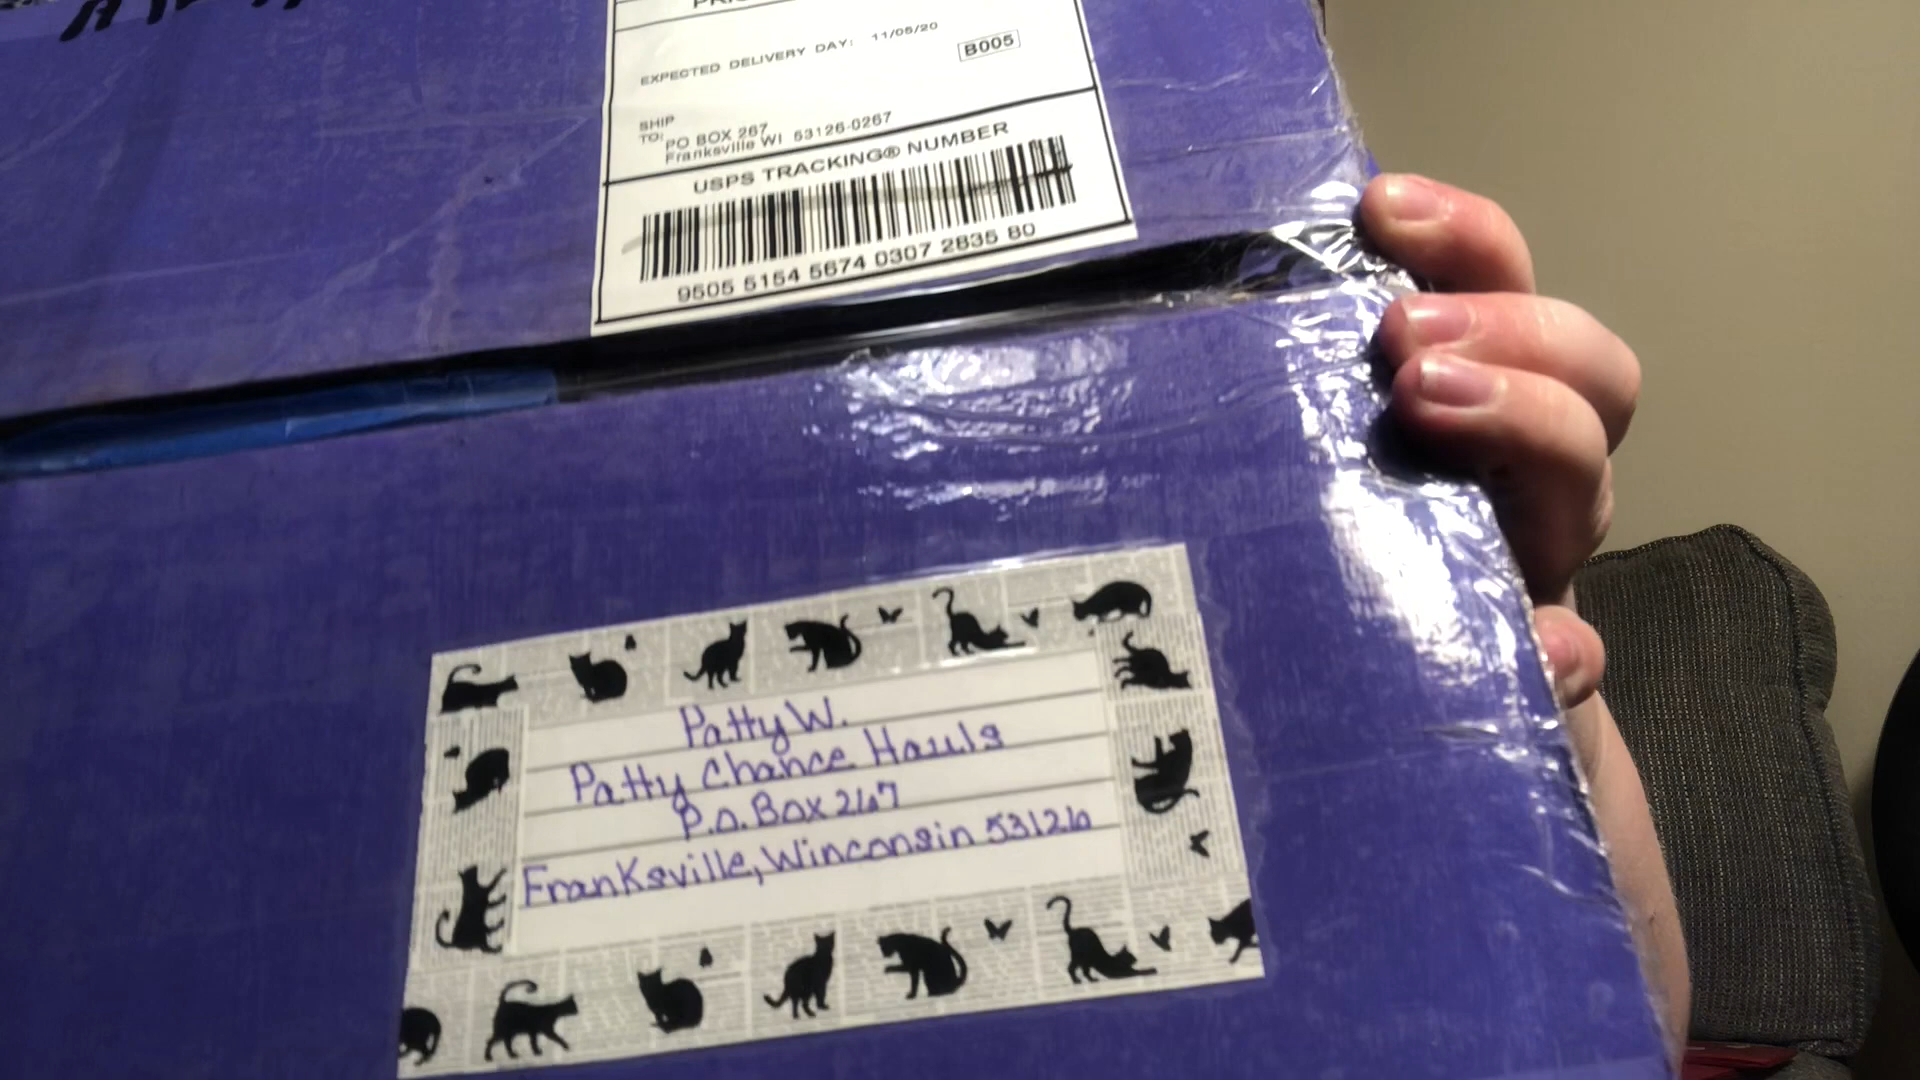 EXPECTED DELIVERY DAY: 11/05/20
B005
SHIP
TO:
PO BOX 267
Franksville WI 53126-0267
USPS TRACKING® NUMBER
9505 5154 5674 0307 2835 80
Patty W.
Patty Chance Hauls
P.O. Box 267
Franksville, Winconsin 53126